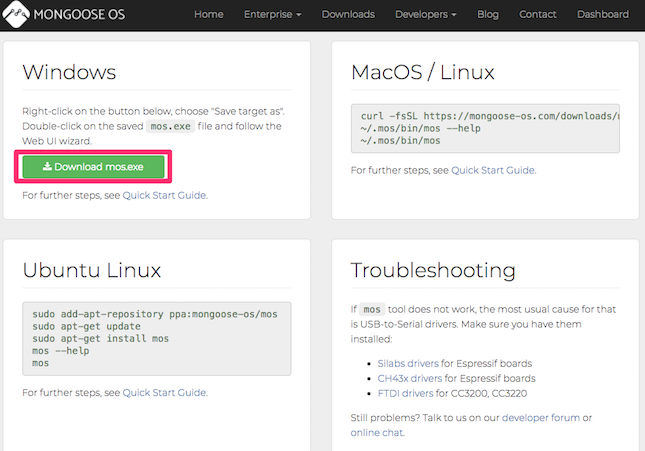 MONGOOSE OS
Home Enterprise Downloads Developers Blog Contact Dashboard
Windows
Right-click on the button below, choose "Save target as".
Double-click on the saved mos.exe file and follow the
Web UI wizard.
Download mos.exe
For further steps, see Quick Start Guide.
MacOS / Linux
curl -fsSL https://mongoose-os.com/downloads/
~/.mos/bin/mos --help
~/.mos/bin/mos
For further steps, see Quick Start Guide.
Ubuntu Linux
sudo add-apt-repository ppa:mongoose-os/mos
sudo apt-get update
sudo apt-get install mos
mos --help
mos
For further steps, see Quick Start Guide.
Troubleshooting
If mos tool does not work, the most usual cause for that
is USB-to-Serial drivers. Make sure you have them
installed:
• Silabs drivers for Espressif boards
• CH43x drivers for Espressif boards
• FTDI drivers for CC3200, CC3220
Still problems? Talk to us on our developer forum or
online chat.